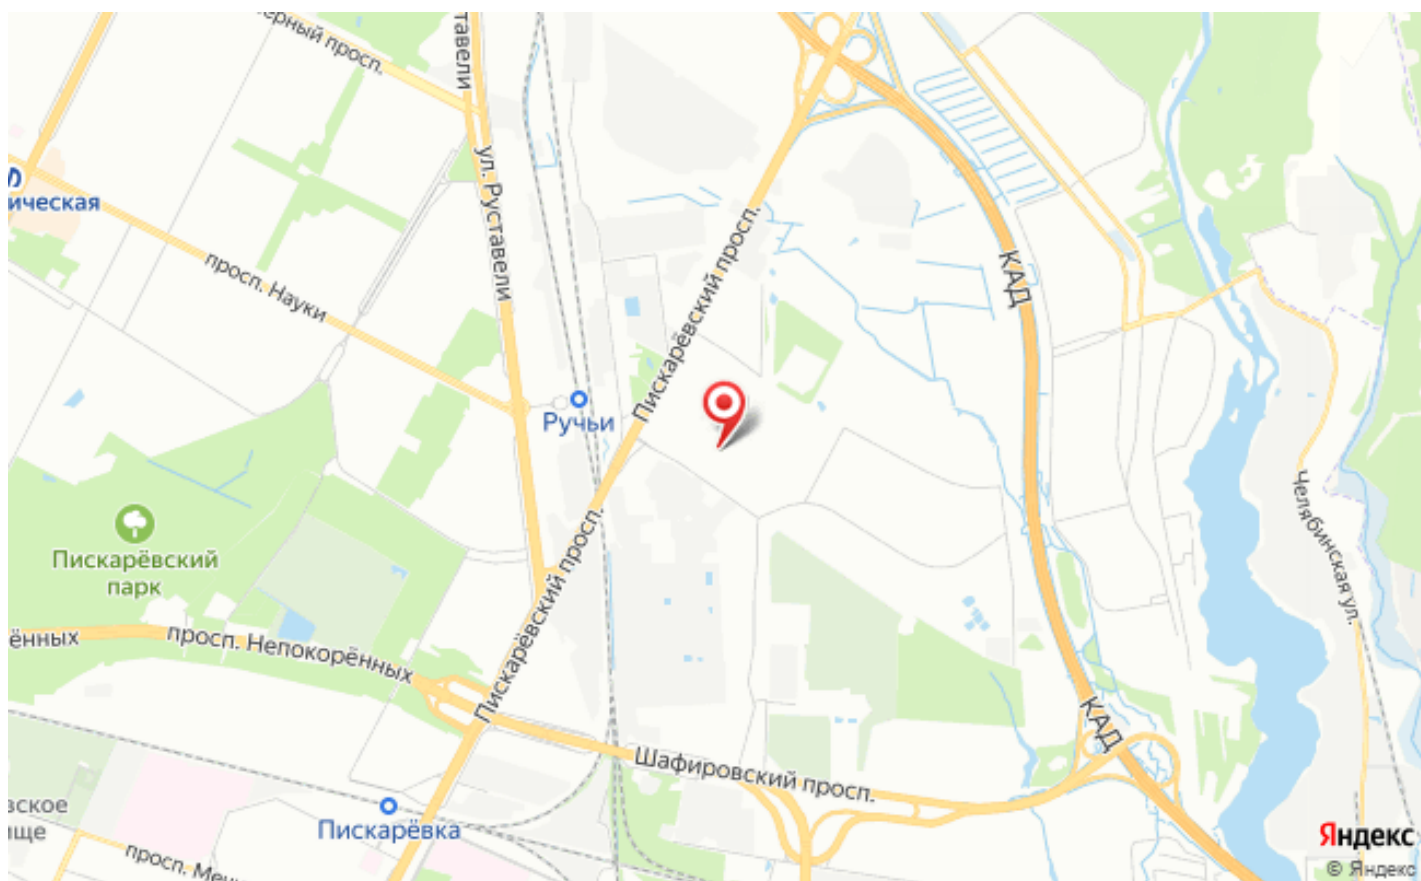 ерный просп.
тавели
ул. Руставели
ическая
просп. Науки
Пискарёвский просп.
КАД
Ручьи
Челябинская ул.
Пискарёвский
парк
Пискарёвский просп.
ённых
просп. Непокорённых
КАД
Шафировский просп.
вское
ище
Пискарёвка
просп.
Яндекс
© Яндекс